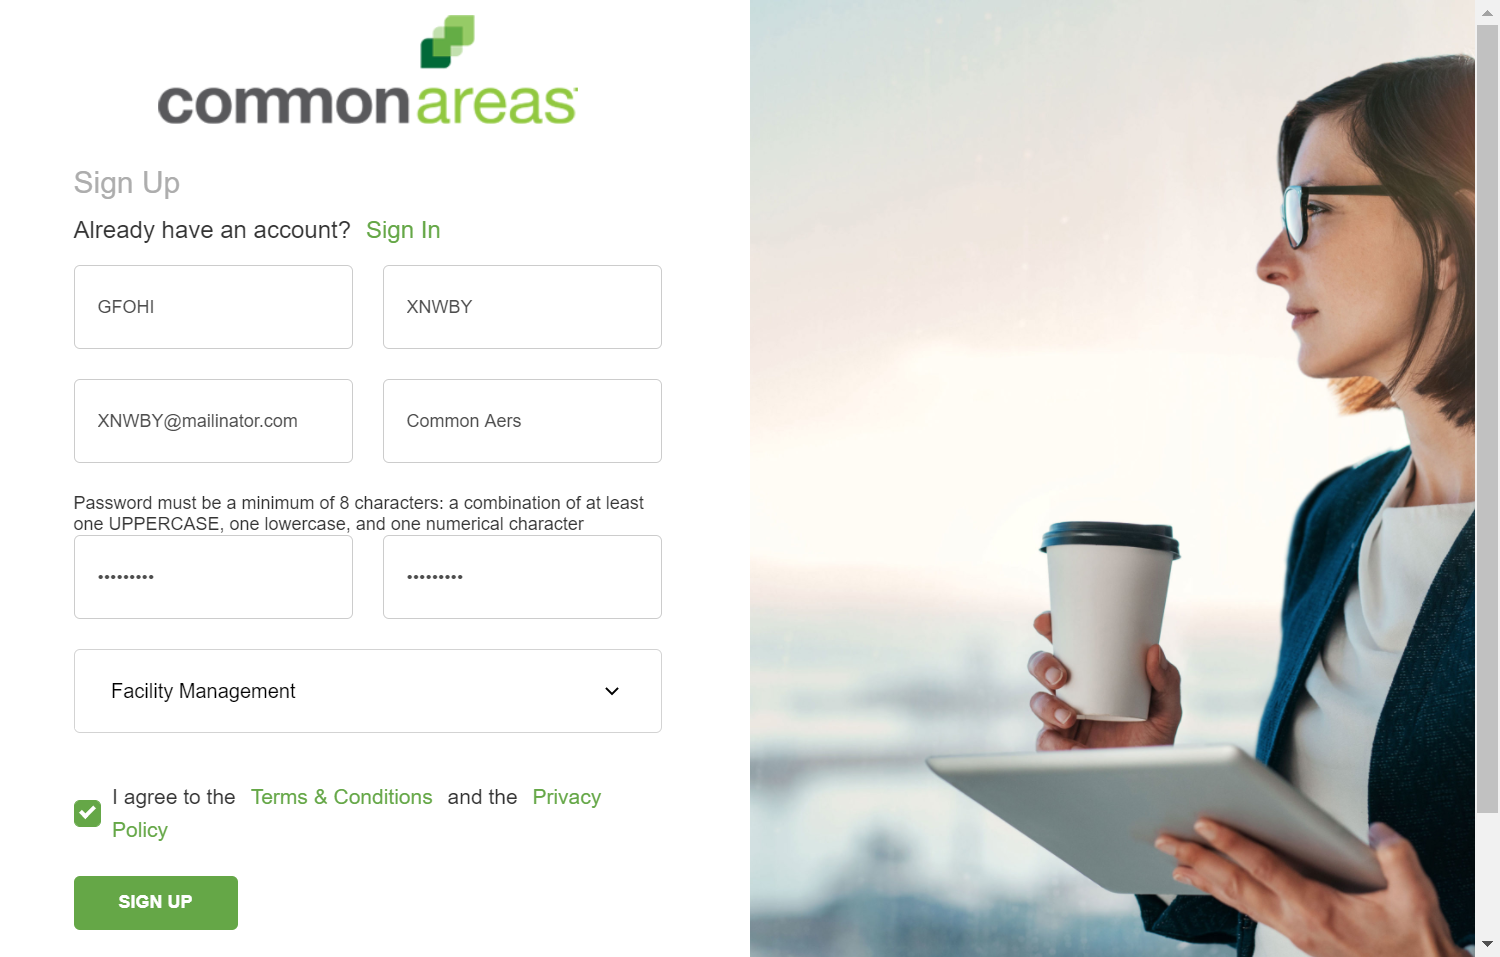 commonareas
Sign Up
Already have an account? Sign In
GFOHI
XNWBY
XNWBY@mailinator.com
Common Aers
Password must be a minimum of 8 characters: a combination of at least
one UPPERCASE, one lowercase, and one numerical character
•••••••••
•••••••••
Facility Management
I agree to the Terms & Conditions and the Privacy
Policy
SIGN UP